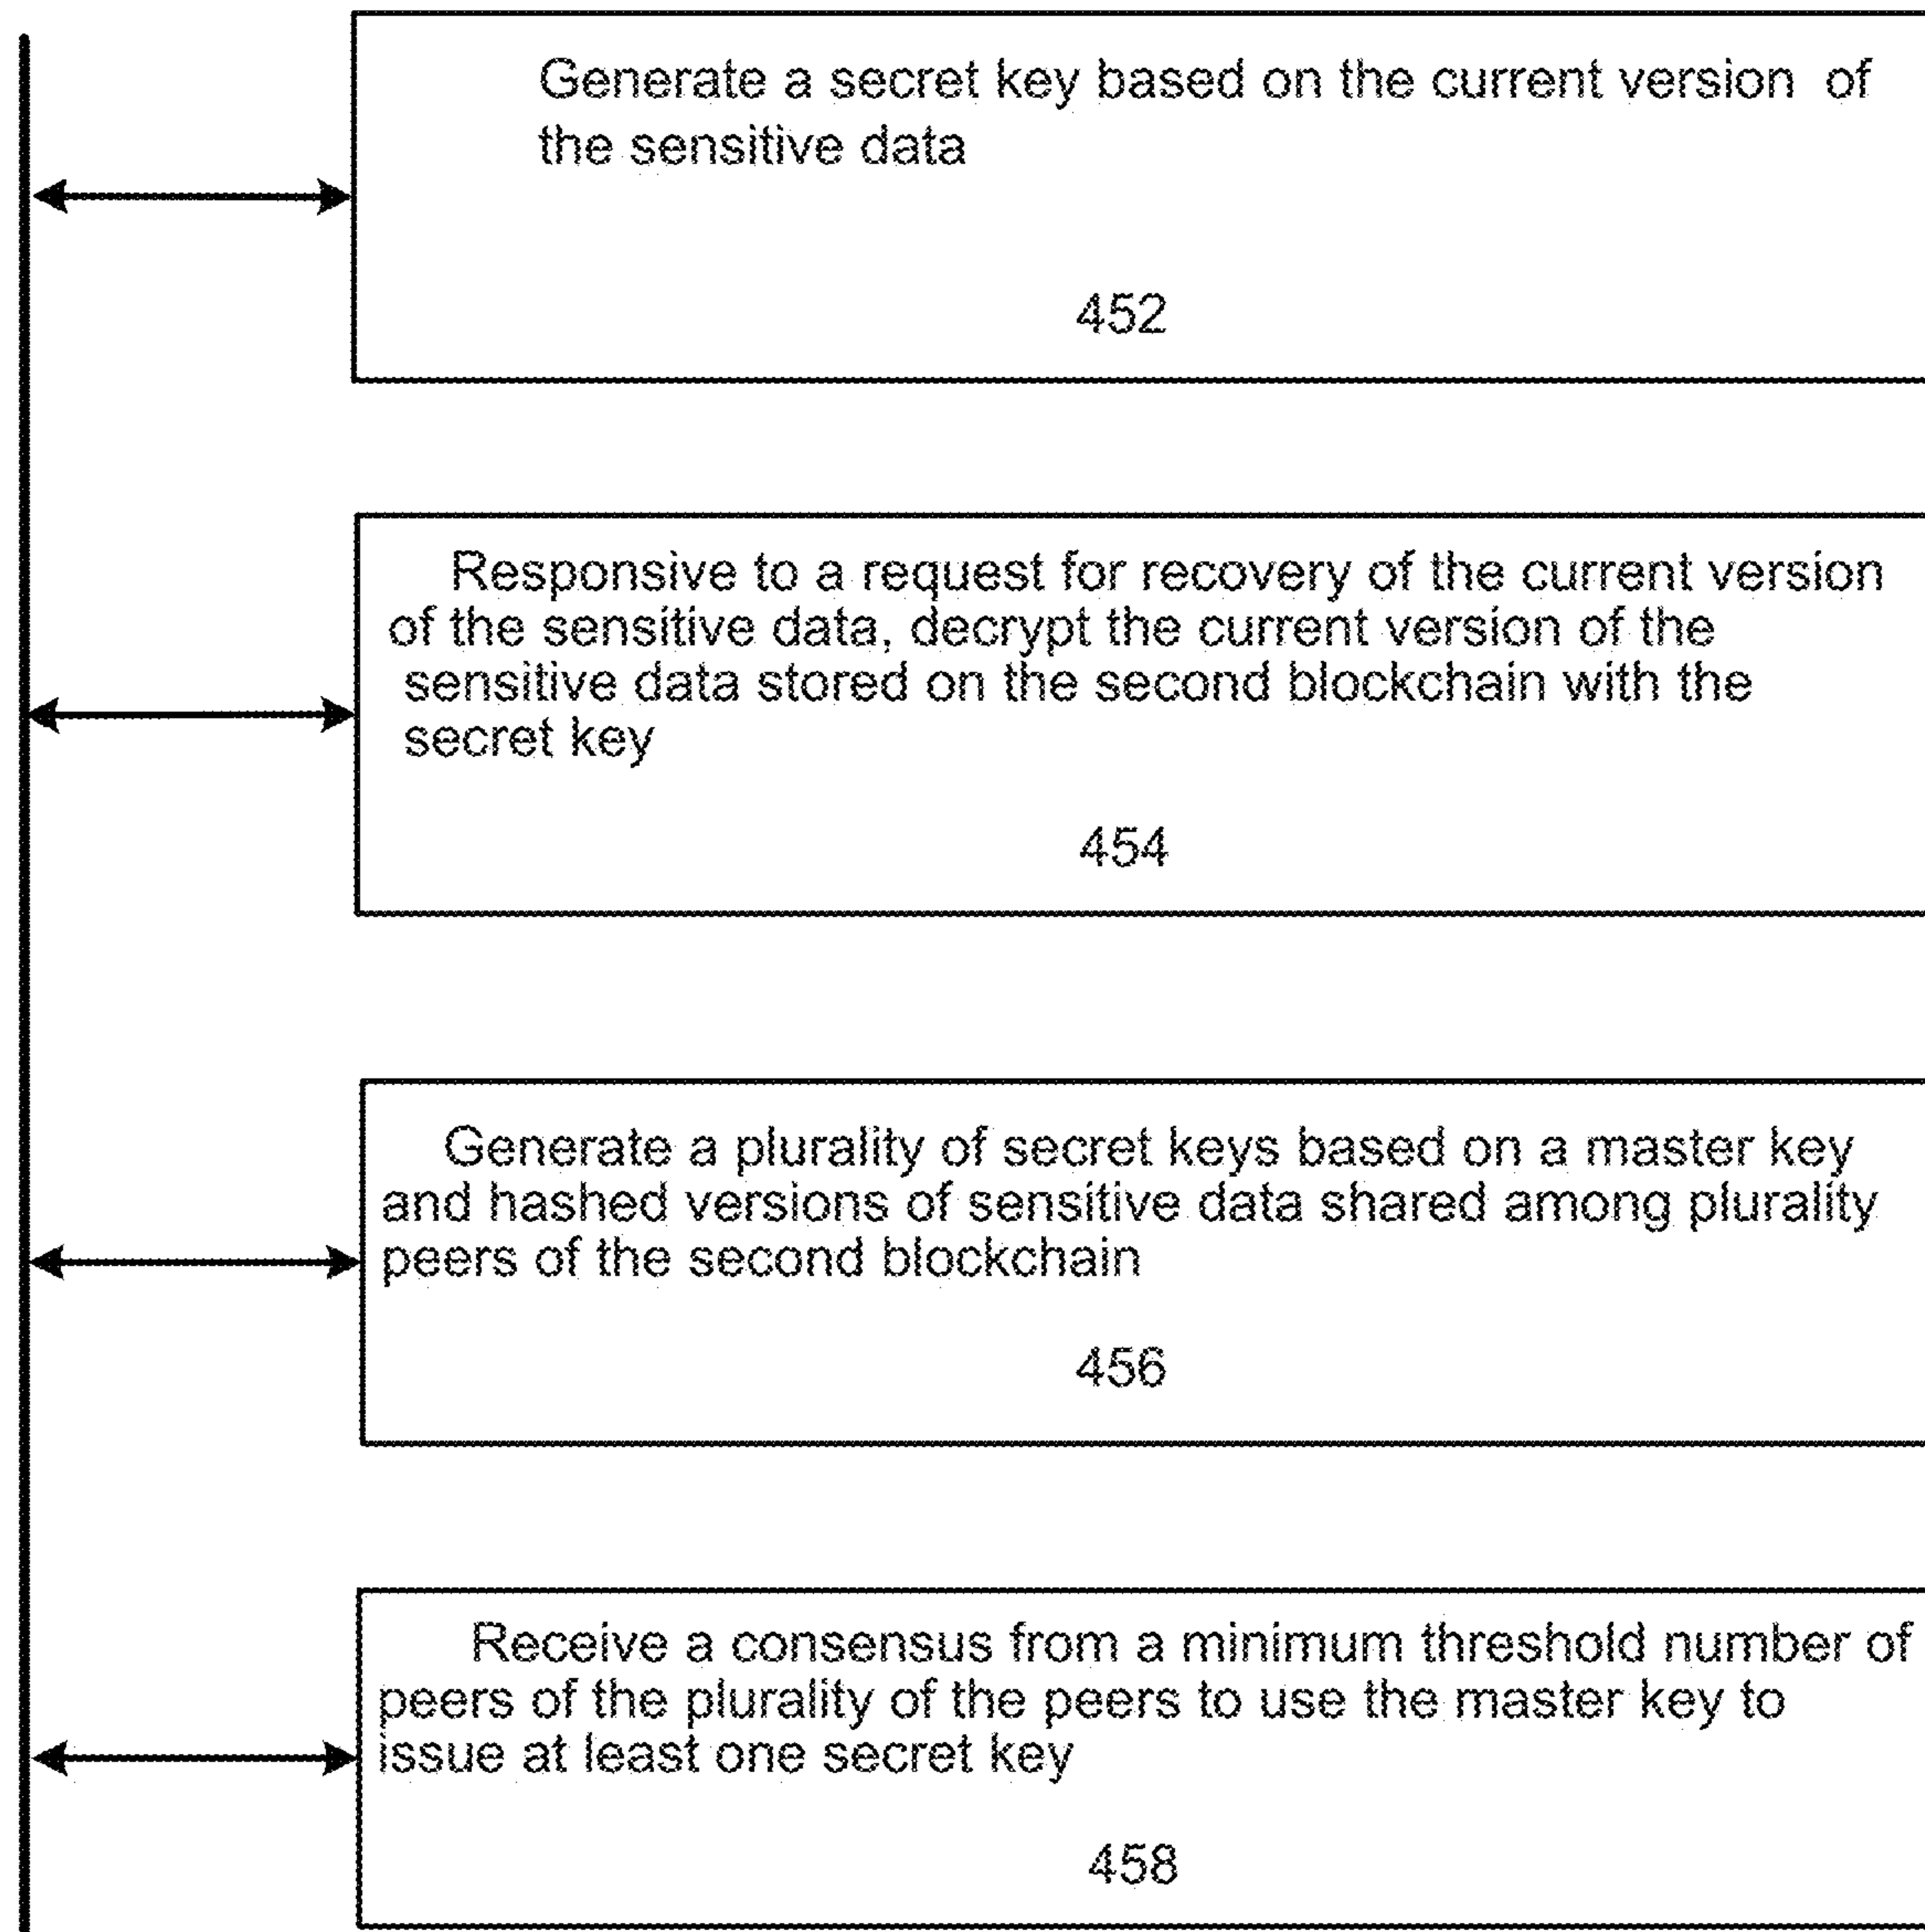 Generate a secret key based on the current version of
the sensitive data
452
Responsive to a request for recovery of the current version
of the sensitive data, decrypt the current version of the
sensitive data stored on the second blockchain with the
secret key
454
Generate a plurality of secret keys based on a master key
and hashed versions of sensitive data shared among plurality
peers of the second blockchain
456
Receive a consensus from a minimum threshold number of
peers of the plurality of the peers to use the master key to
issue at least one secret key
458